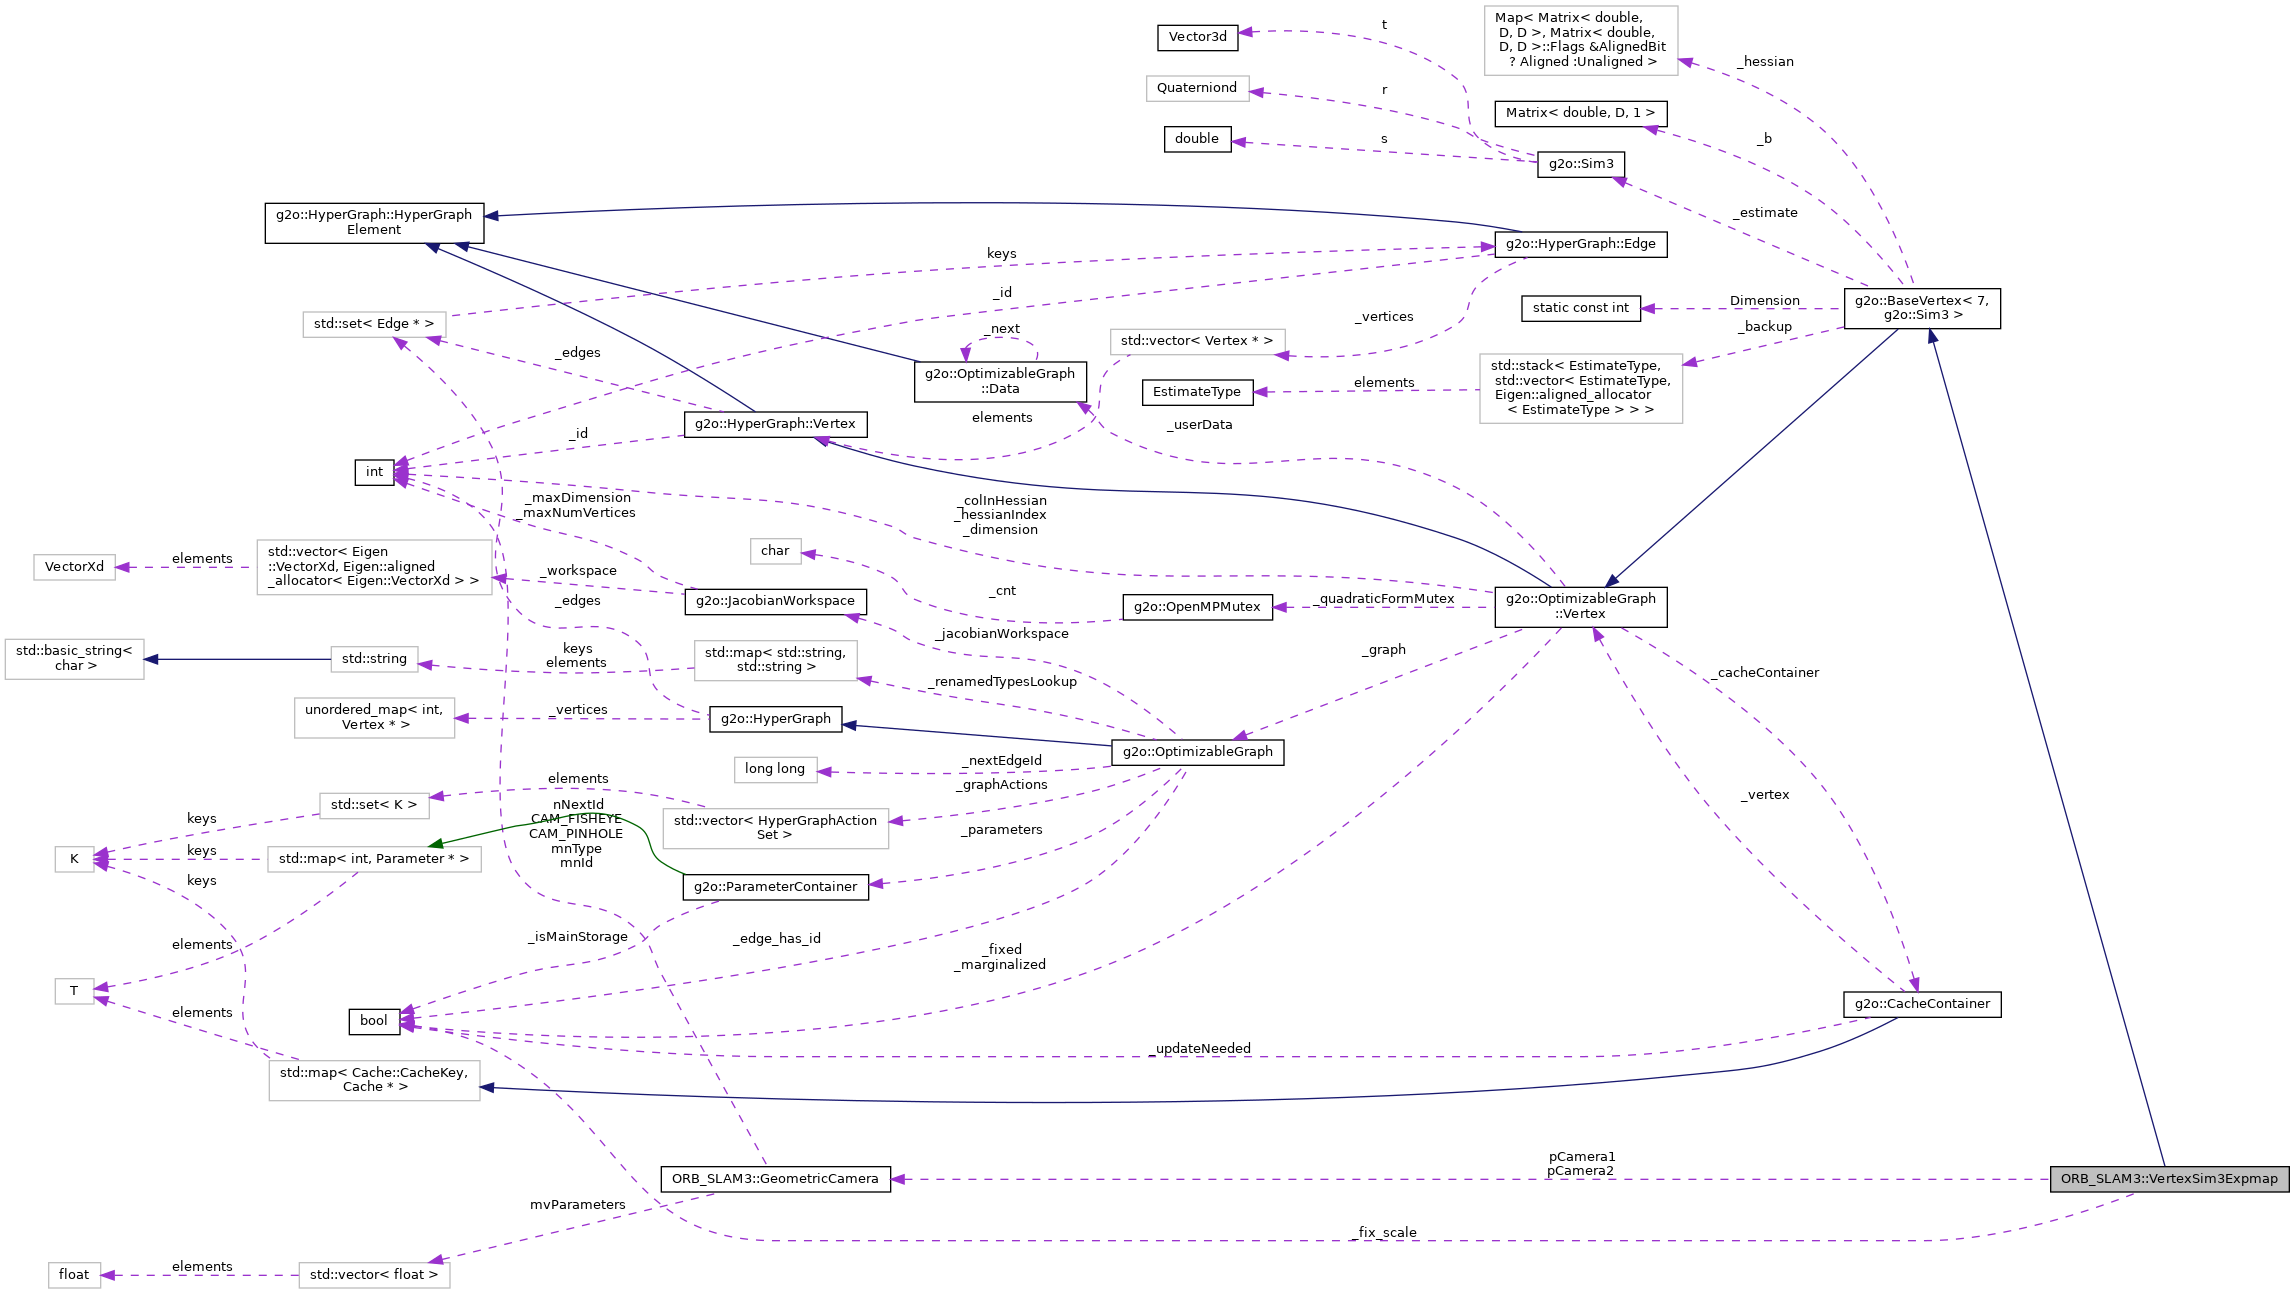 Map< Matrix< double,
D, D >, Matrix< double,
D, D >::Flags &AlignedBit
? Aligned :Unaligned >
t
Vector3d
_hessian
Quaterniond
r
Matrix< double, D, 1 >
double
s
_b
g2o::Sim3
g2o::HyperGraph::HyperGraph
Element
_estimate
keys
g2o::HyperGraph::Edge
_id
Dimension
g2o::BaseVertex< 7,
g2o::Sim3 >
static const int
std::set< Edge * >
_next
_vertices
_backup
std::vector< Vertex * >
_edges
g2o::OptimizableGraph
::Data
std::stack< EstimateType,
std::vector< EstimateType,
Eigen::aligned_allocator
< EstimateType > > >
EstimateType
elements
g2o::HyperGraph::Vertex
elements
_userData
_id
int
_maxDimension
_maxNumVertices
_colInHessian
_hessianIndex
_dimension
char
VectorXd
elements
std::vector< Eigen
::VectorXd, Eigen::aligned
_allocator< Eigen::VectorXd > >
_workspace
_edges
g2o::JacobianWorkspace
_cnt
g2o::OpenMPMutex
_quadraticFormMutex
g2o::OptimizableGraph
::Vertex
_jacobianWorkspace
std::basic_string<
char >
std::string
keys
elements
std::map< std::string,
std::string >
_graph
_cacheContainer
_renamedTypesLookup
unordered_map< int,
Vertex * >
_vertices
g2o::HyperGraph
g2o::OptimizableGraph
long long
_nextEdgeId
elements
_graphActions
_vertex
std::set< K >
nNextId
CAM_FISHEYE
CAM_PINHOLE
mnType
mnId
std::vector< HyperGraphAction
Set >
keys
_parameters
K
keys
std::map< int, Parameter * >
keys
g2o::ParameterContainer
elements
_isMainStorage
_edge_has_id
_fixed
_marginalized
T
elements
bool
g2o::CacheContainer
_updateNeeded
std::map< Cache::CacheKey,
Cache * >
pCamera1
pCamera2
ORB_SLAM3::GeometricCamera
ORB_SLAM3::VertexSim3Expmap
mvParameters
_fix_scale
float
elements
std::vector< float >